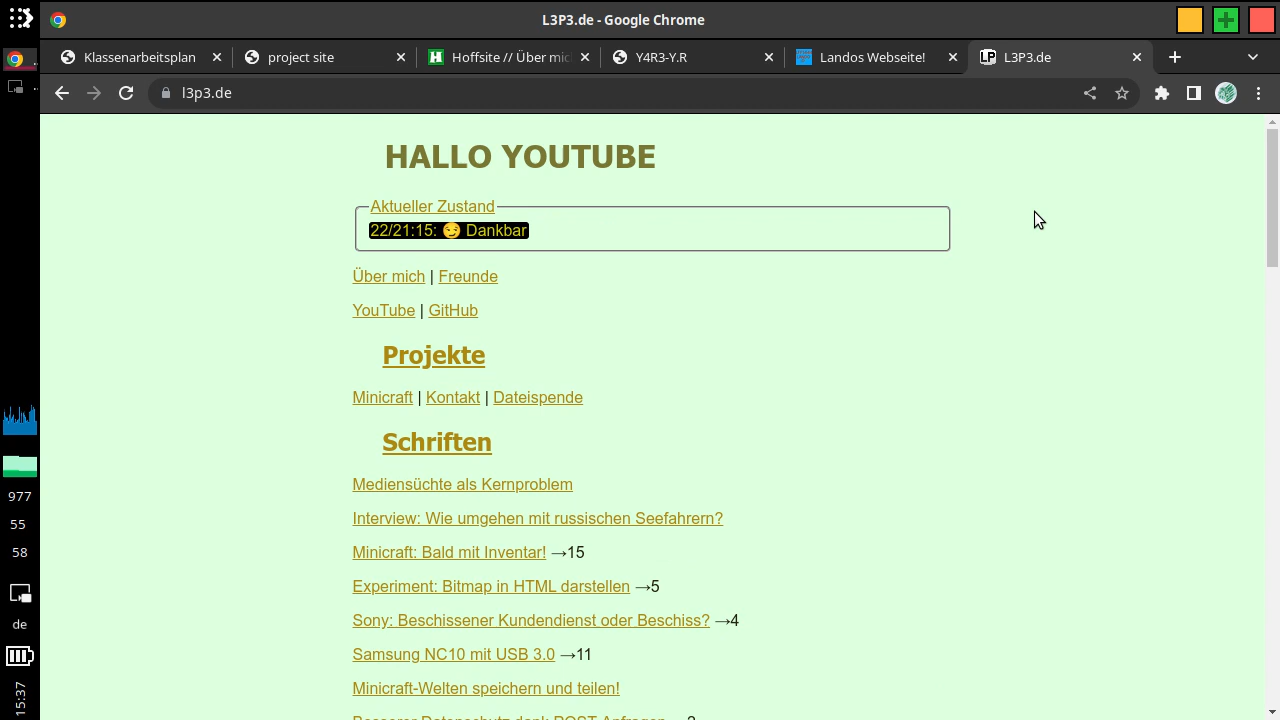 L3P3.de - Google Chrome
Klassenarbeitsplan
project site
Hoffsite // Über mic
Y4R3-Y.R
Landos Webseite!
L3P3.de
l3p3.de
HALLO YOUTUBE
Aktueller Zustand
22/21:15: 😏 Dankbar
Über mich | Freunde
YouTube | GitHub
Projekte
Minicraft | Kontakt | Dateispende
Schriften
Mediensüchte als Kernproblem
Interview: Wie umgehen mit russischen Seefahrern?
Minicraft: Bald mit Inventar! →15
Experiment: Bitmap in HTML darstellen →5
Sony: Beschissener Kundendienst oder Beschiss? →4
Samsung NC10 mit USB 3.0 →11
Minicraft-Welten speichern und teilen!
977
55
58
de
15:37